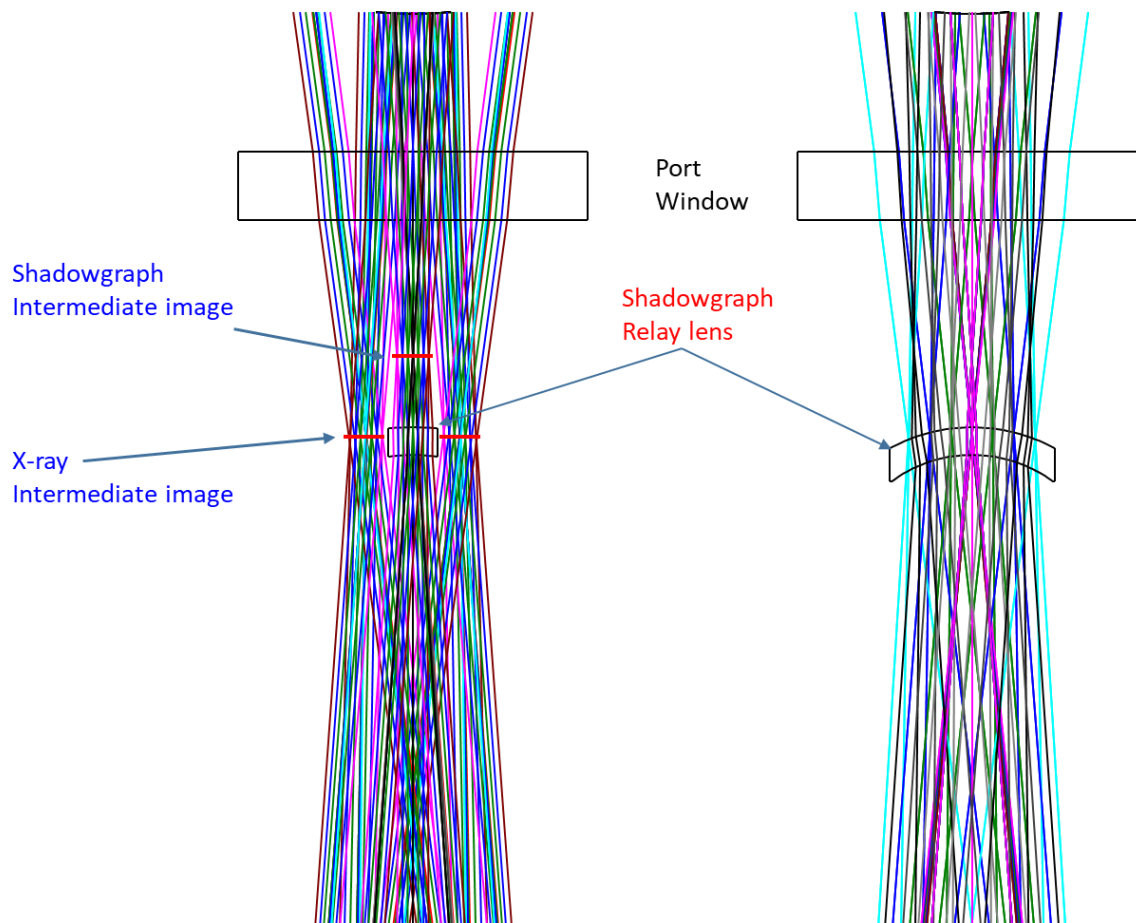 Port
Window
Shadowgraph
Intermediate image
Shadowgraph
Relay lens
X-ray
Intermediate image